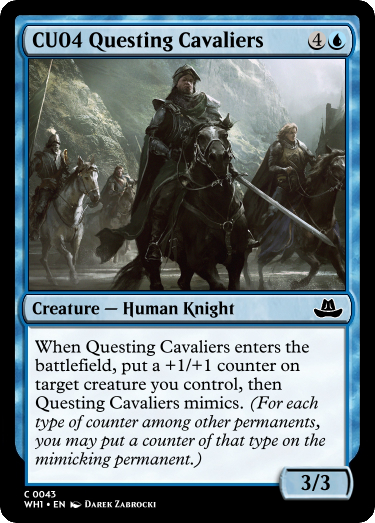 CU04 Questing Cavaliers 4
Creature — Human Knight
When Questing Cavaliers enters the
battlefield, put a +1/+1 counter on
target creature you control, then
Questing Cavaliers mimics. (For each
type of counter among other permanents,
you may put a counter of that type on the
mimicking permanent.)
3/3
C 0043
WH1 • EN Darek Zabrocki